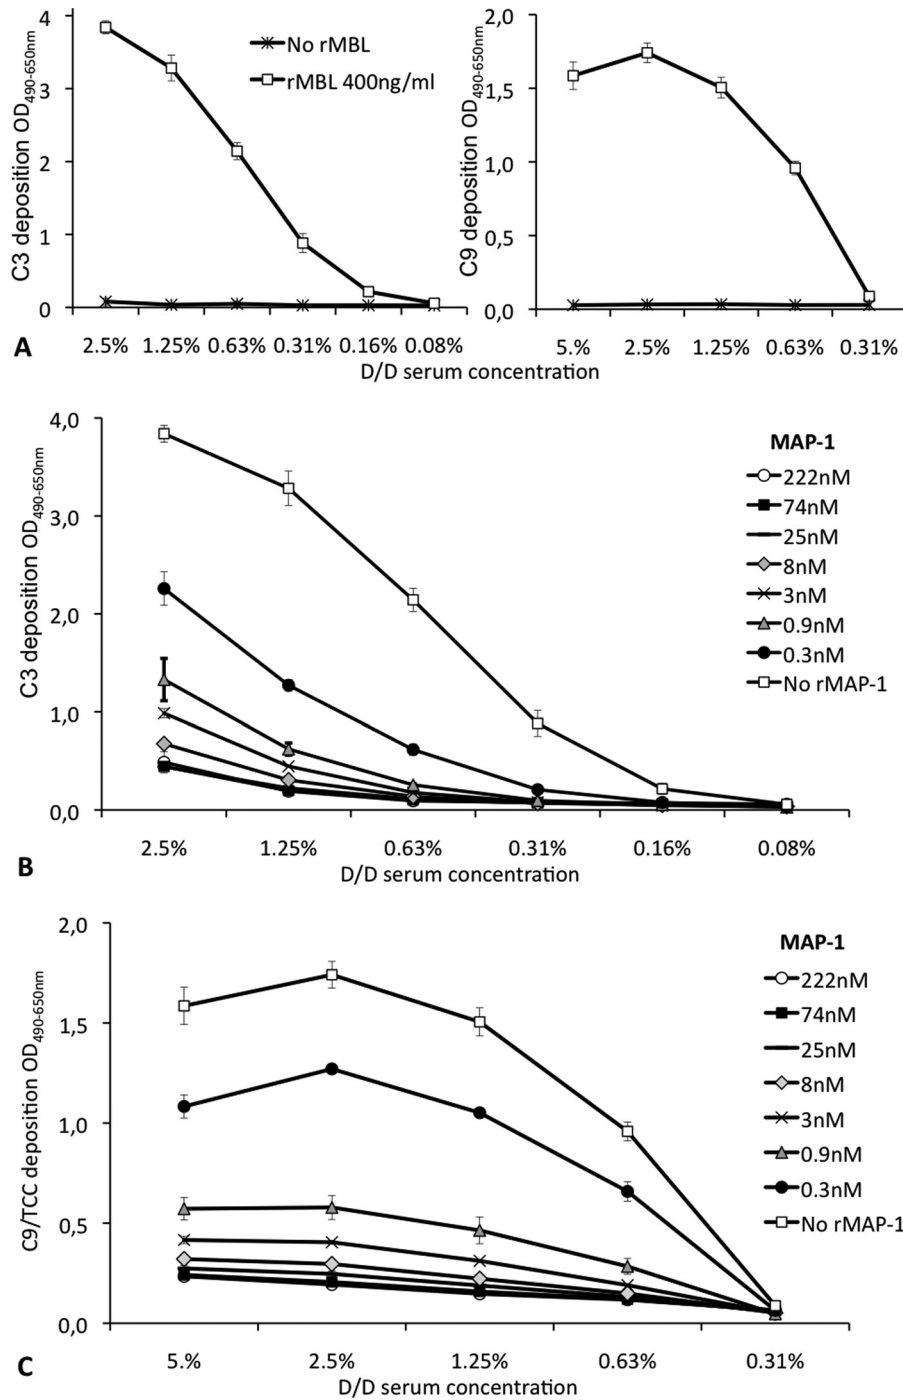 C3 deposition OD490-650nm
4
3
2
1
0
No rMBL
rMBL 400ng/ml
2.5% 1.25% 0.63% 0.31% 0.16% 0.08%
C9 deposition OD490-650nm
2,0
1,5
1,0
0,5
0,0
5.% 2.5% 1.25% 0.63% 0.31%
A
D/D serum concentration
C3 deposition OD490-650nm
4,0
3,0
2,0
1,0
0,0
MAP-1
222nM
74nM
25nM
8nM
3nM
0.9nM
0.3nM
No rMAP-1
2.5% 1.25% 0.63% 0.31% 0.16% 0.08%
B
D/D serum concentration
C9/TCC deposition OD490-650nm
2,0
1,5
1,0
0,5
0,0
MAP-1
222nM
74nM
25nM
8nM
3nM
0.9nM
0.3nM
No rMAP-1
5.% 2.5% 1.25% 0.63% 0.31%
C
D/D serum concentration